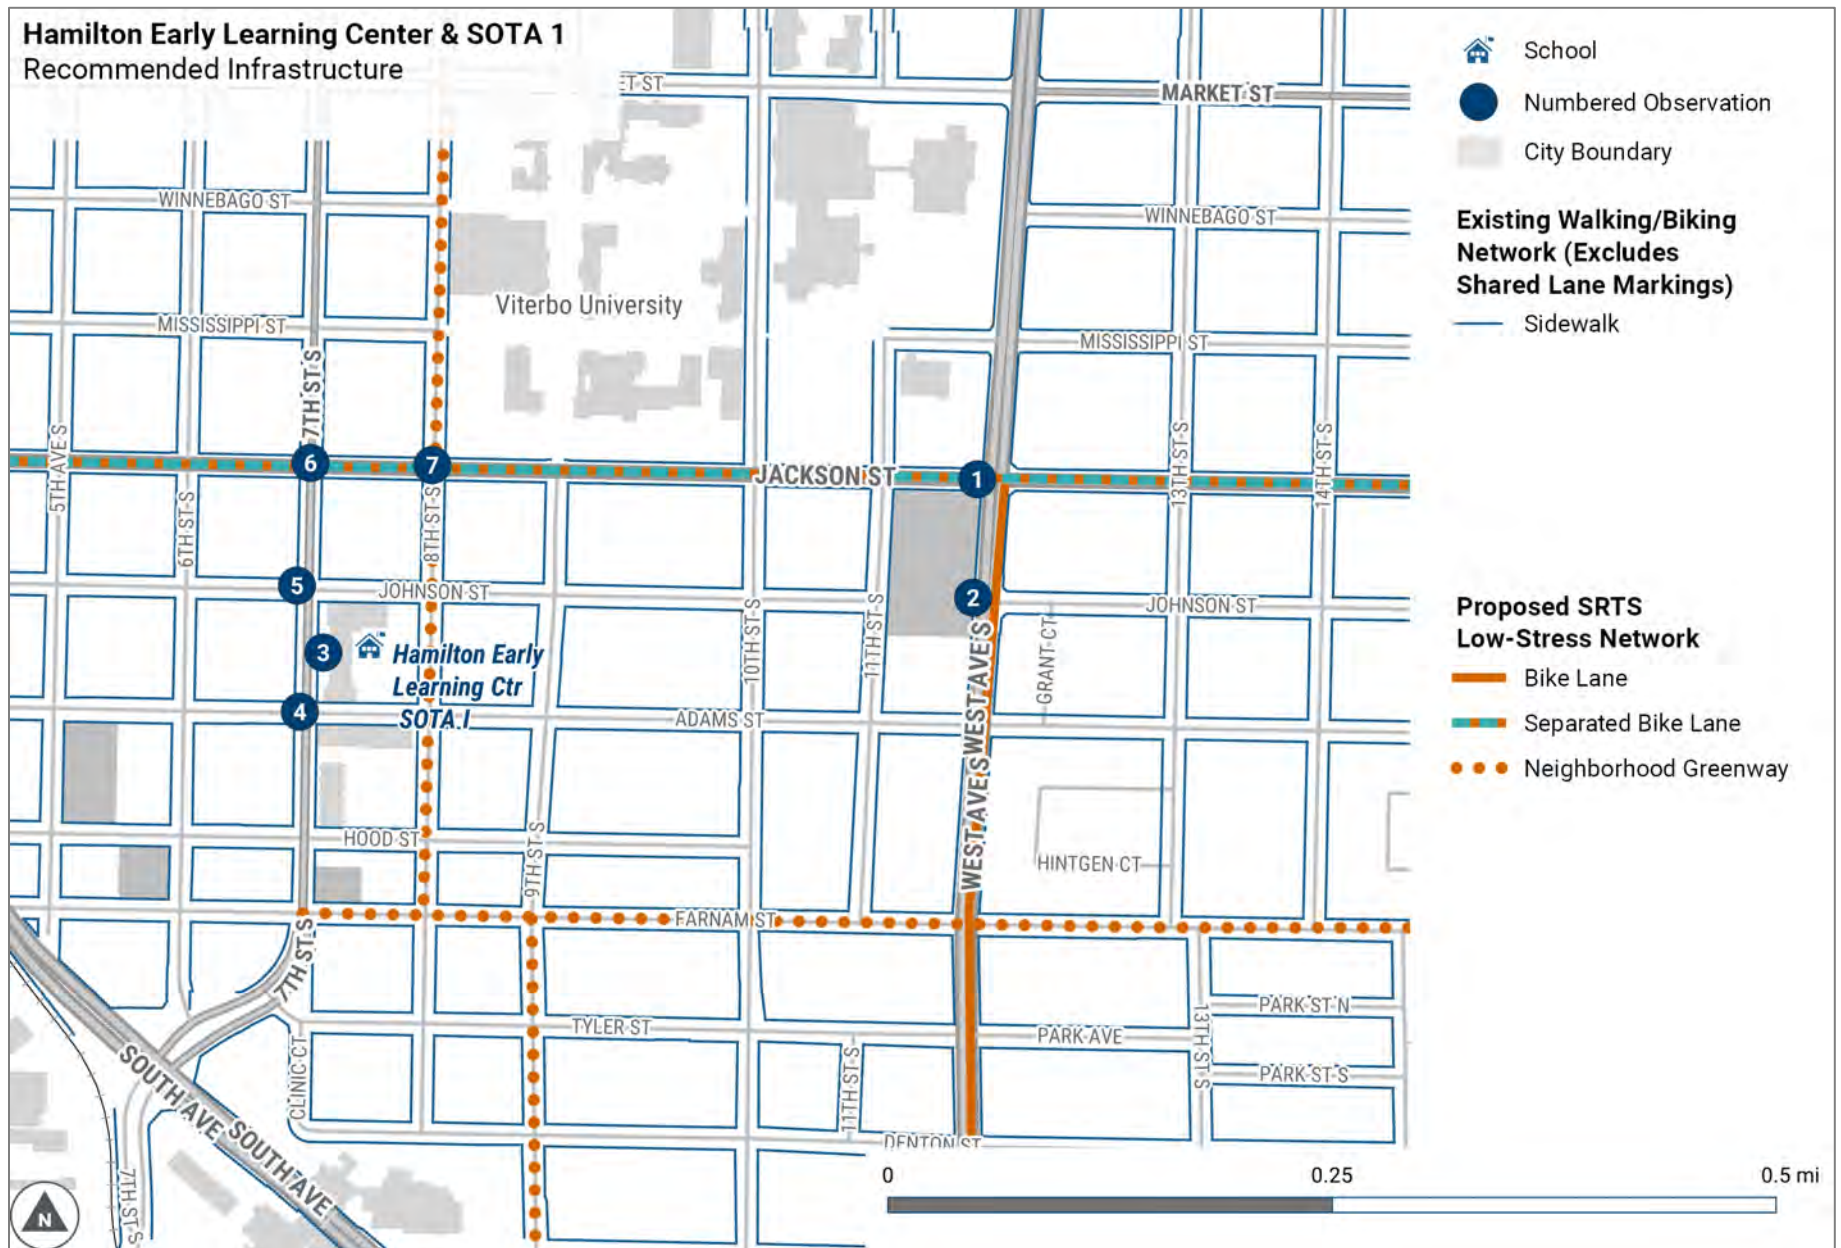 Hamilton Early Learning Center & SOTA 1
Recommended Infrastructure
ET ST
MARKET ST
WINNEBAGO ST
WINNEBAGO ST
Viterbo University
MISSISSIPPI ST
MISSISSIPPI ST
7TH ST S
5TH AVE S
6TH ST S
8TH ST S
13TH ST S
14TH ST S
6
7
JACKSON ST
1
5
JOHNSON ST
2
JOHNSON ST
3
Hamilton Early
Learning Ctr
SOTA I
4
10TH ST S
11TH ST S
GRANT CT
WEST AVE S
WEST AVE S
ADAMS ST
HOOD ST
9TH ST S
HINTGEN CT
FARNAM ST
7TH ST S
TYLER ST
PARK AVE
PARK ST N
PARK ST S
13TH ST S
11TH ST S
CLINIC CT
SOUTH AVE
SOUTH AVE
DENTON ST
7TH ST S
N
School
Numbered Observation
City Boundary
Existing Walking/Biking
Network (Excludes
Shared Lane Markings)
Sidewalk
Proposed SRTS
Low-Stress Network
Bike Lane
Separated Bike Lane
Neighborhood Greenway
0 0.25 0.5 mi